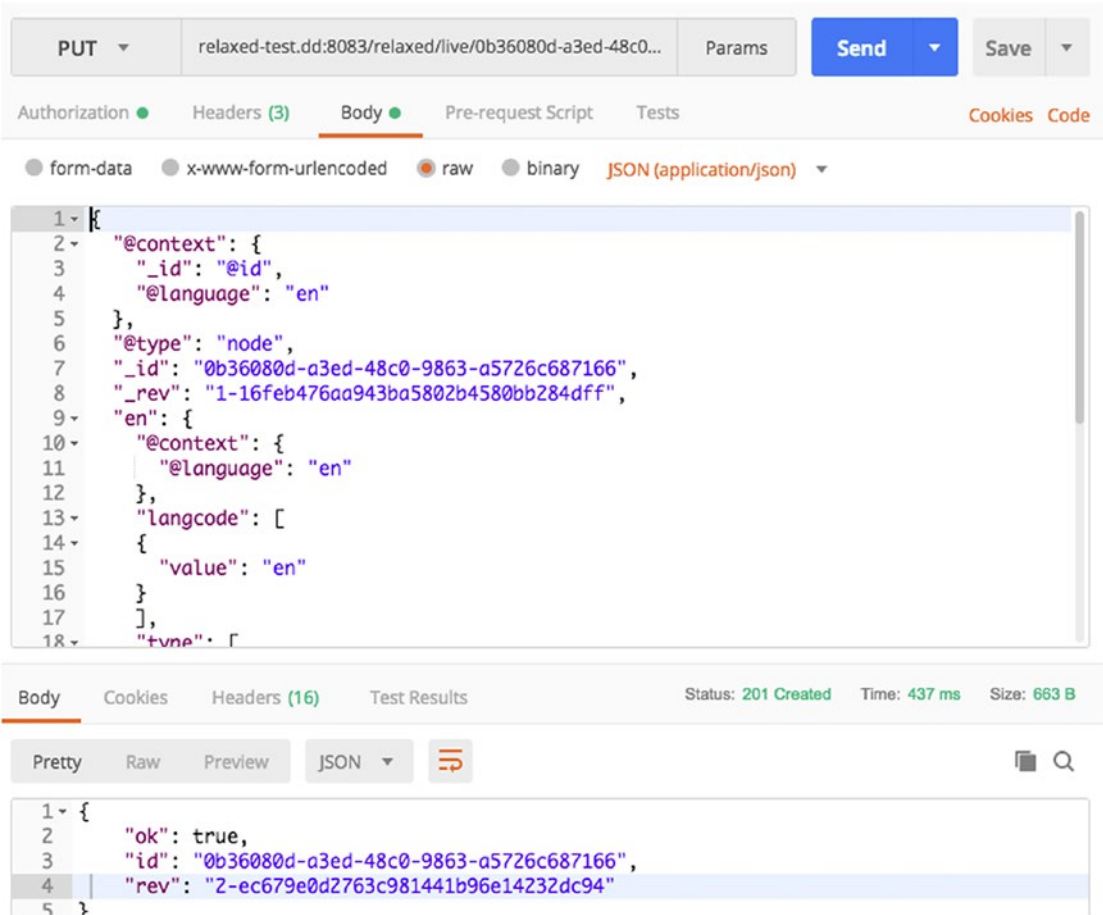 PUT relaxed-test.dd:8083/relaxed/live/0b36080d-a3ed-48c0... Params Send Save
Authorization Headers (3) Body Pre-request Script Tests Cookies Code
form-data x-www-form-urlencoded raw binary JSON (application/json)
1 {
2 "@context": {
3 "_id": "@id",
4 "@language": "en"
5 },
6 "@type": "node",
7 "_id": "0b36080d-a3ed-48c0-9863-a5726c687166",
8 "_rev": "1-16feb476aa943ba5802b4580bb284dff",
9 "en": {
10 "@context": {
11 "@language": "en"
12 },
13 "langcode": [
14 {
15 "value": "en"
16 }
17 ],
18 "type": [
Body Cookies Headers (16) Test Results Status: 201 Created Time: 437 ms Size: 663 B
Pretty Raw Preview JSON
1 {
2 "ok": true,
3 "id": "0b36080d-a3ed-48c0-9863-a5726c687166",
4 "rev": "2-ec679e0d2763c981441b96e14232dc94"
5 }